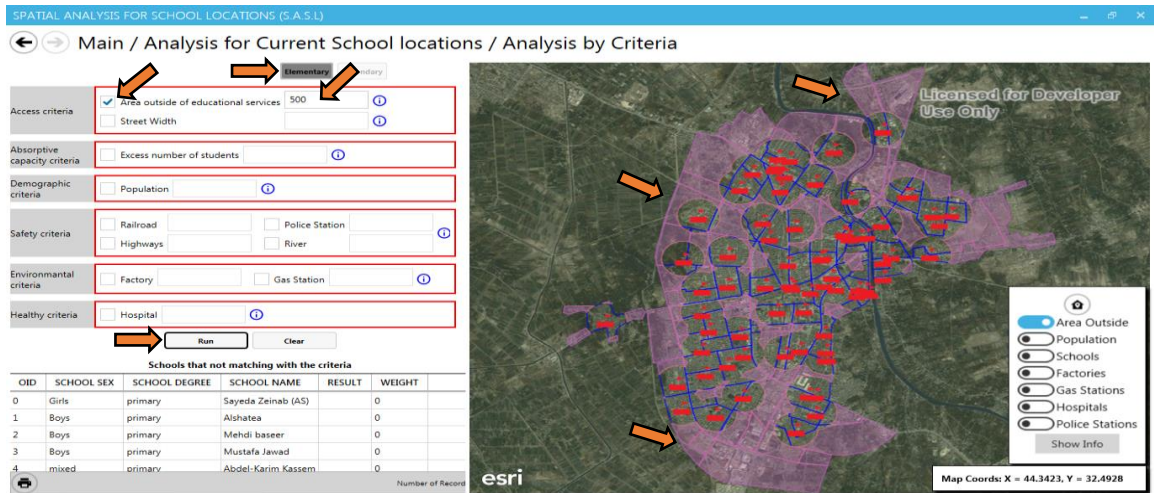 SPATIAL ANALYSIS FOR SCHOOL LOCATIONS (S.A.S.L)
Main / Analysis for Current School locations / Analysis by Criteria
Elementary
Access criteria
Area outside of educational services 500
Street Width
Absorptive capacity criteria
Excess number of students
Demographic criteria
Population
Safety criteria
Railroad Police Station
Highways River
Environmantal criteria
Factory Gas Station
Healthy criteria
Hospital
Run Clear
Schools that not matching with the criteria
OID SCHOOL SEX SCHOOL DEGREE SCHOOL NAME RESULT WEIGHT
0 Girls primary Sayeda Zeinab (AS) 0
1 Boys primary Alshatea 0
2 Boys primary Mehdi baseer 0
3 Boys primary Mustafa Jawad 0
4 mixed primary Abdel-Karim Kassem 0
Number of Record
Licensed for Developer
Use Only
Area Outside
Population
Schools
Factories
Gas Stations
Hospitals
Police Stations
Show Info
esri
Map Coords: X = 44.3423, Y = 32.4928